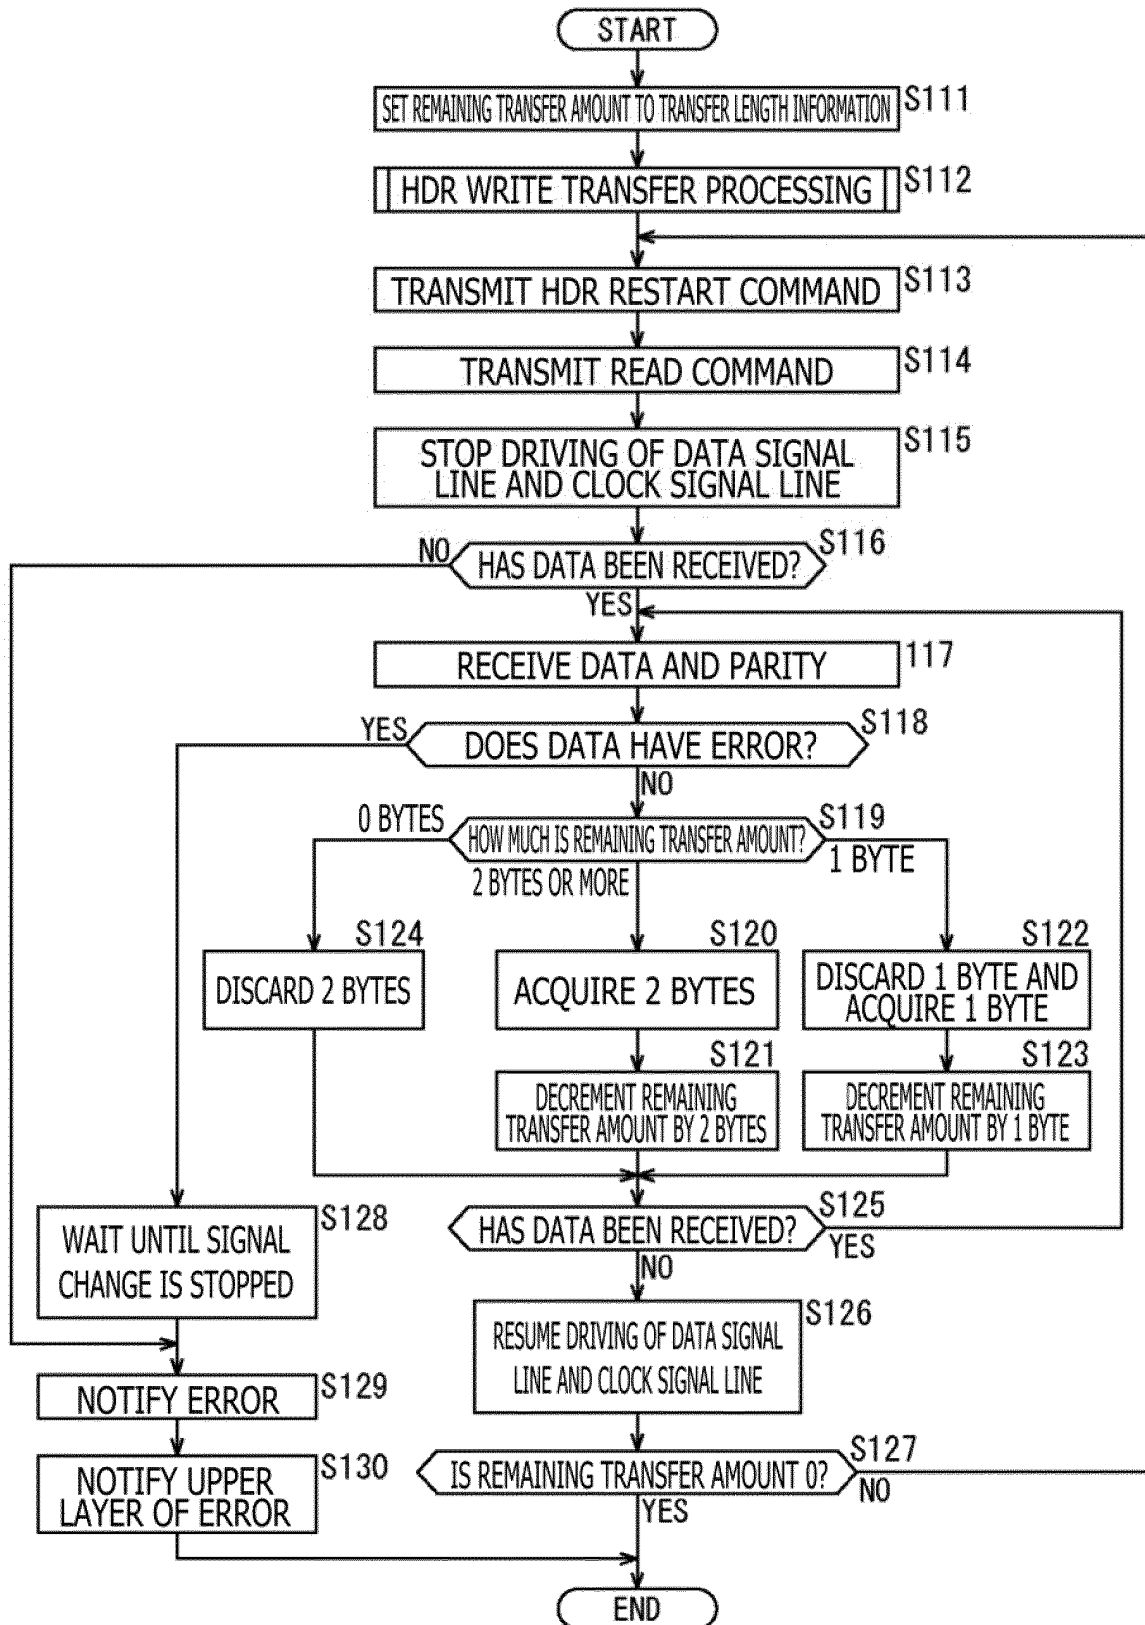 START
SET REMAINING TRANSFER AMOUNT TO TRANSFER LENGTH INFORMATION
S111
HDR WRITE TRANSFER PROCESSING
S112
TRANSMIT HDR RESTART COMMAND
S113
TRANSMIT READ COMMAND
S114
STOP DRIVING OF DATA SIGNAL
LINE AND CLOCK SIGNAL LINE
S115
NO
HAS DATA BEEN RECEIVED?
S116
YES
RECEIVE DATA AND PARITY
117
YES
DOES DATA HAVE ERROR?
S118
NO
0 BYTES
HOW MUCH IS REMAINING TRANSFER AMOUNT?
S119
1 BYTE
2 BYTES OR MORE
S124
DISCARD 2 BYTES
S120
ACQUIRE 2 BYTES
S122
DISCARD 1 BYTE AND
ACQUIRE 1 BYTE
S121
DECREMENT REMAINING
TRANSFER AMOUNT BY 2 BYTES
S123
DECREMENT REMAINING
TRANSFER AMOUNT BY 1 BYTE
WAIT UNTIL SIGNAL
CHANGE IS STOPPED
S128
HAS DATA BEEN RECEIVED?
S125
YES
NO
RESUME DRIVING OF DATA SIGNAL
LINE AND CLOCK SIGNAL LINE
S126
NOTIFY ERROR
S129
NOTIFY UPPER
LAYER OF ERROR
S130
IS REMAINING TRANSFER AMOUNT 0?
S127
NO
YES
END